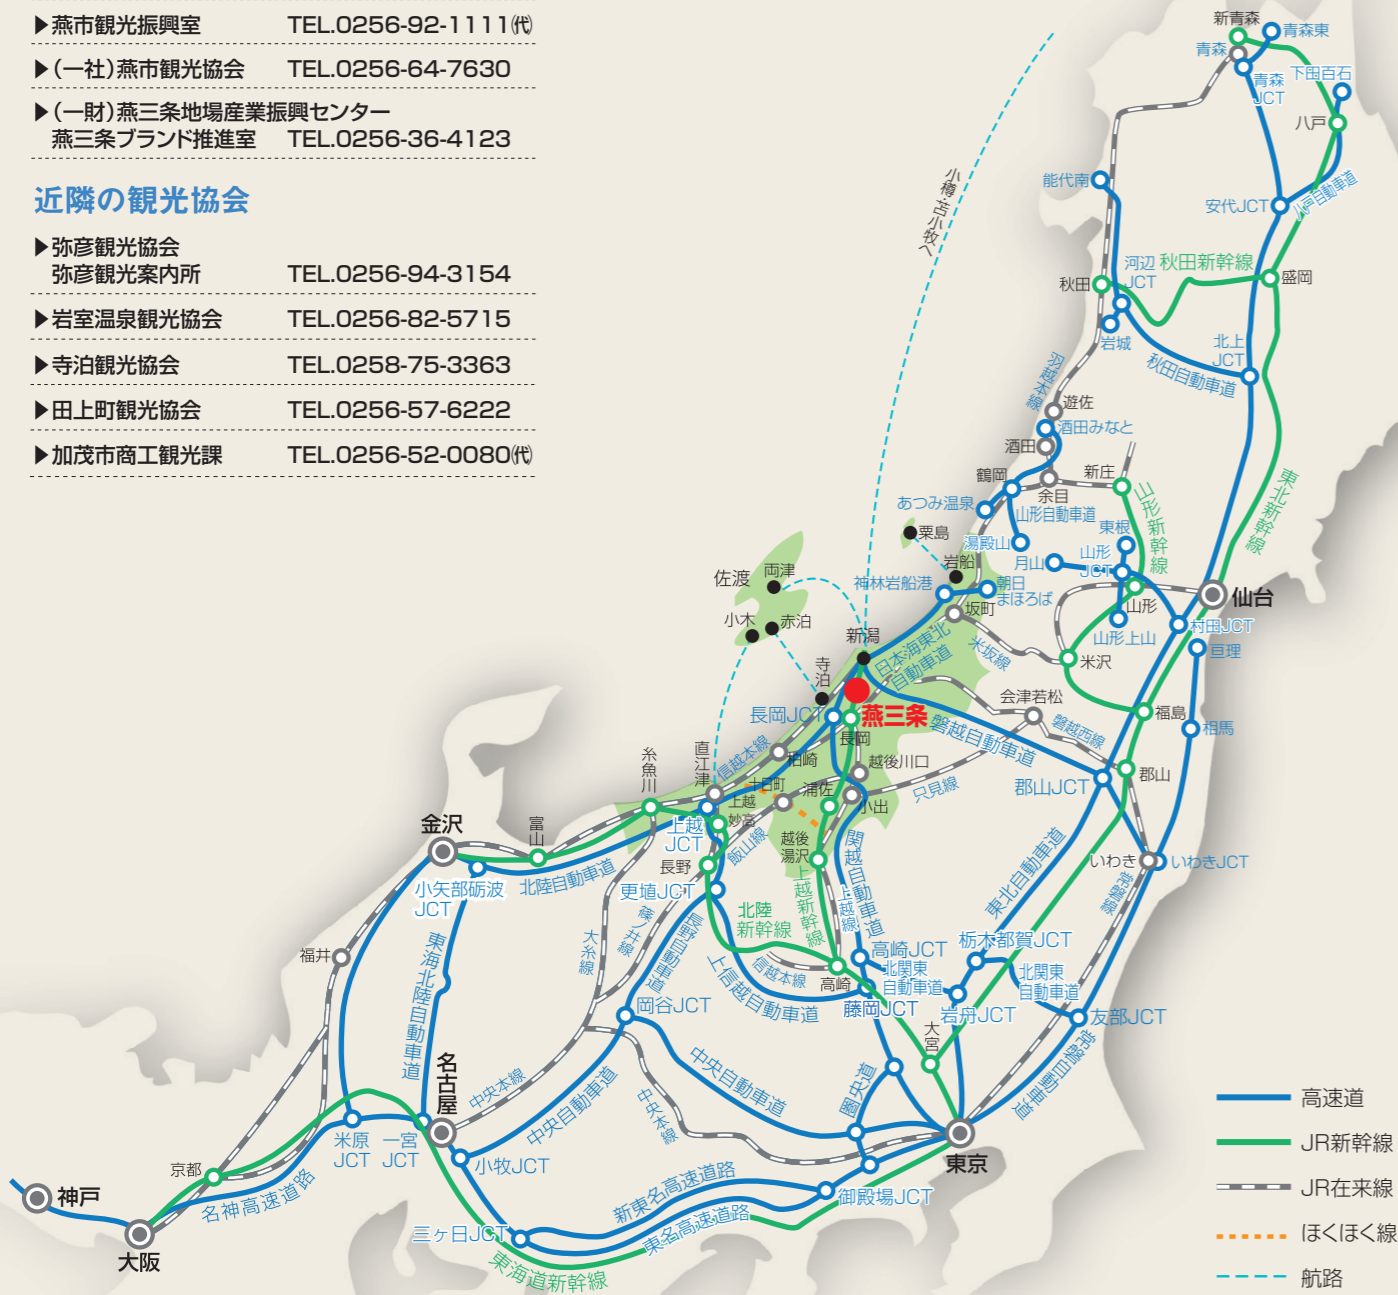 ▶燕市観光振興室 TEL.0256-92-1111㈹
▶(一社)燕市観光協会 TEL.0256-64-7630
▶(一財)燕三条地場産業振興センター
燕三条ブランド推進室 TEL.0256-36-4123
近隣の観光協会
▶弥彦観光協会
弥彦観光案内所 TEL.0256-94-3154
▶岩室温泉観光協会 TEL.0256-82-5715
▶寺泊観光協会 TEL.0258-75-3363
▶田上町観光協会 TEL.0256-57-6222
▶加茂市商工観光課 TEL.0256-52-0080㈹
新青森
青森東
青森
青森
JCT
下田百石
八戸
小樽・苫小牧へ
能代南
安代JCT
八戸自動車道
河辺
JCT
秋田新幹線
秋田
盛岡
岩城
北上
JCT
秋田自動車道
羽越本線
遊佐
酒田みなと
酒田
鶴岡
新庄
余目
あつみ温泉
山形自動車道
山形新幹線
東北新幹線
東根
湯殿山
月山
山形
JCT
粟島
岩船
佐渡
両津
神林岩船港
朝日
まほろば
仙台
小木
赤泊
坂町
山形
山形上山
村田JCT
新潟
日本海東北
自動車道
米坂線
米沢
亘理
寺泊
会津若松
長岡JCT
燕三条
磐越自動車道
磐越西線
福島
相馬
長岡
直江津
信越本線
柏崎
越後川口
糸魚川
十日町
浦佐
小出
只見線
郡山JCT
郡山
上越
妙高
上越
JCT
金沢
富山
飯山線
越後
湯沢
関越自動車道
長野
上越新幹線
上越線
東北自動車道
いわき
いわきJCT
小矢部砺波
JCT
北陸自動車道
更埴JCT
常磐線
北陸
新幹線
篠ノ井線
長野自動車道
大糸線
東海北陸自動車道
福井
信越本線
高崎JCT
栃木都賀JCT
上信越自動車道
高崎
北関東
自動車道
北関東
自動車道
岡谷JCT
藤岡JCT
岩舟JCT
友部JCT
大宮
常磐自動車道
名古屋
中央本線
中央自動車道
中央自動車道
中央本線
圏央道
米原
JCT
一宮
JCT
小牧JCT
東京
京都
名神高速道路
神戸
大阪
新東名高速道路
御殿場JCT
三ヶ日JCT
東名高速道路
東海道新幹線
高速道
JR新幹線
JR在来線
ほくほく線
航路